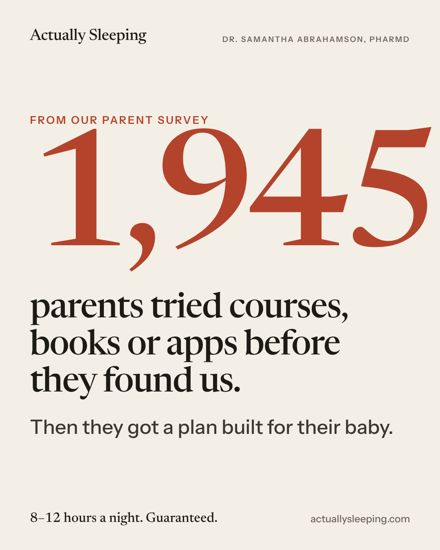 Actually Sleeping
DR. SAMANTHA ABRAHAMSON, PHARMD
FROM OUR PARENT SURVEY
1,945
parents tried courses,
books or apps before
they found us.
Then they got a plan built for their baby.
8–12 hours a night. Guaranteed.
actuallysleeping.com